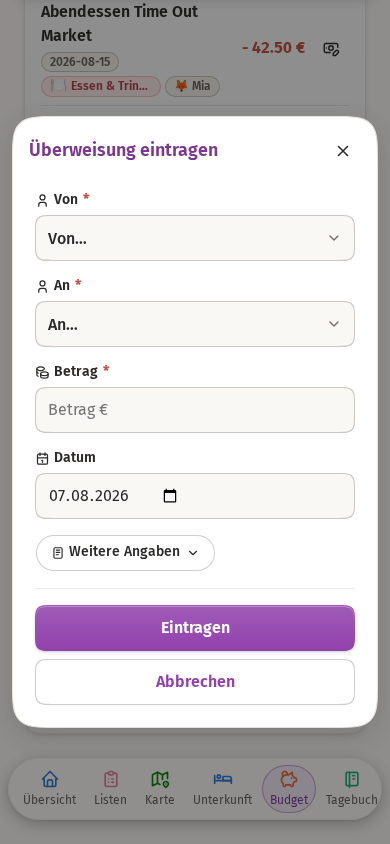 Abendessen Time Out
Market
- 42.50 €
2026-08-15
🍽️ Essen & Trin...
🦊 Mia
Überweisung eintragen
Von *
Von...
An *
An...
Betrag *
Betrag €
Datum
07.08.2026
Weitere Angaben
Eintragen
Abbrechen
Übersicht
Listen
Karte
Unterkunft
Budget
Tagebuch